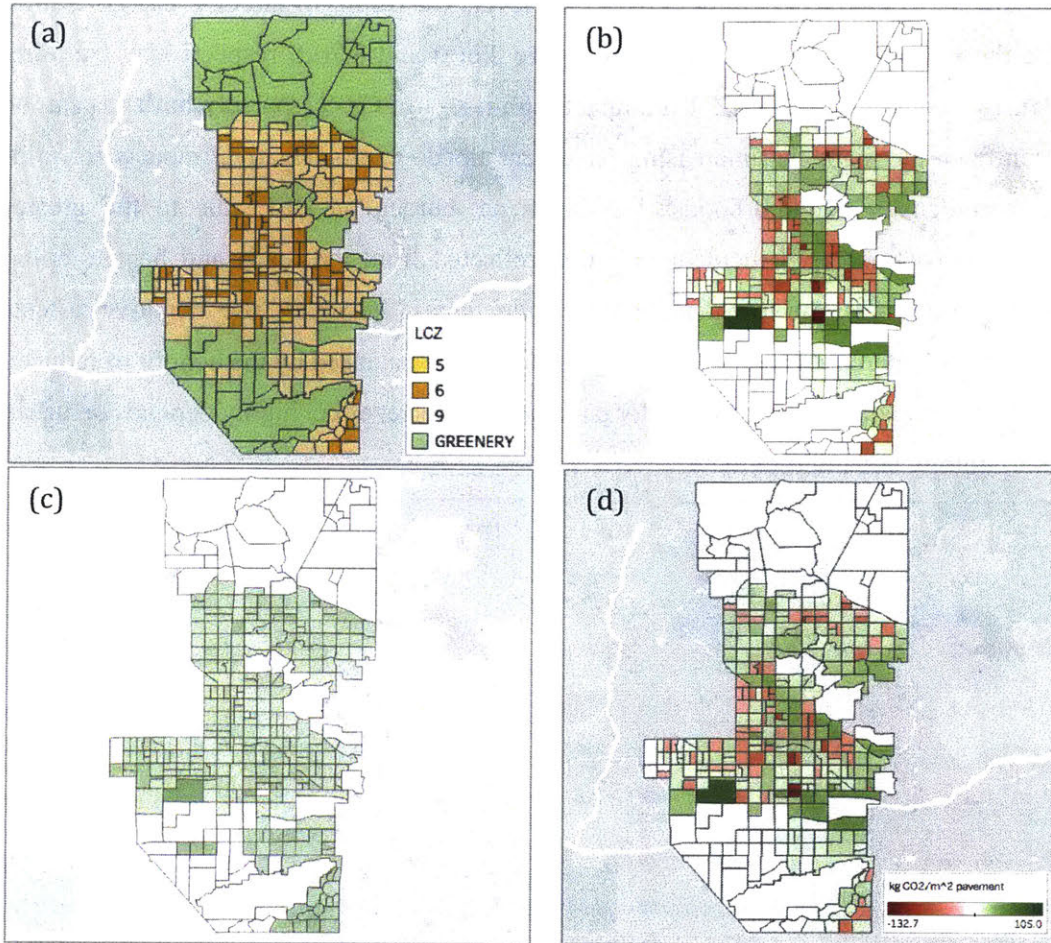 (a)
(b)
LCZ
5
6
9
GREENERY
(c)
(d)
kg CO2/m^2 pavement
-132.7
105.0